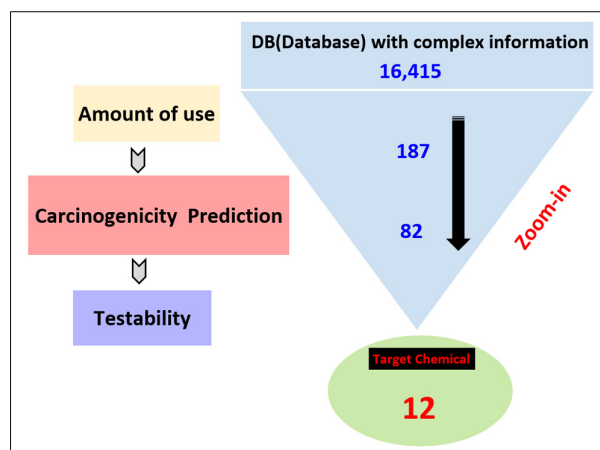 DB(Database) with complex information
16,415
Amount of use
187
Carcinogenicity Prediction
82
Zoom-in
Testability
Target Chemical
12